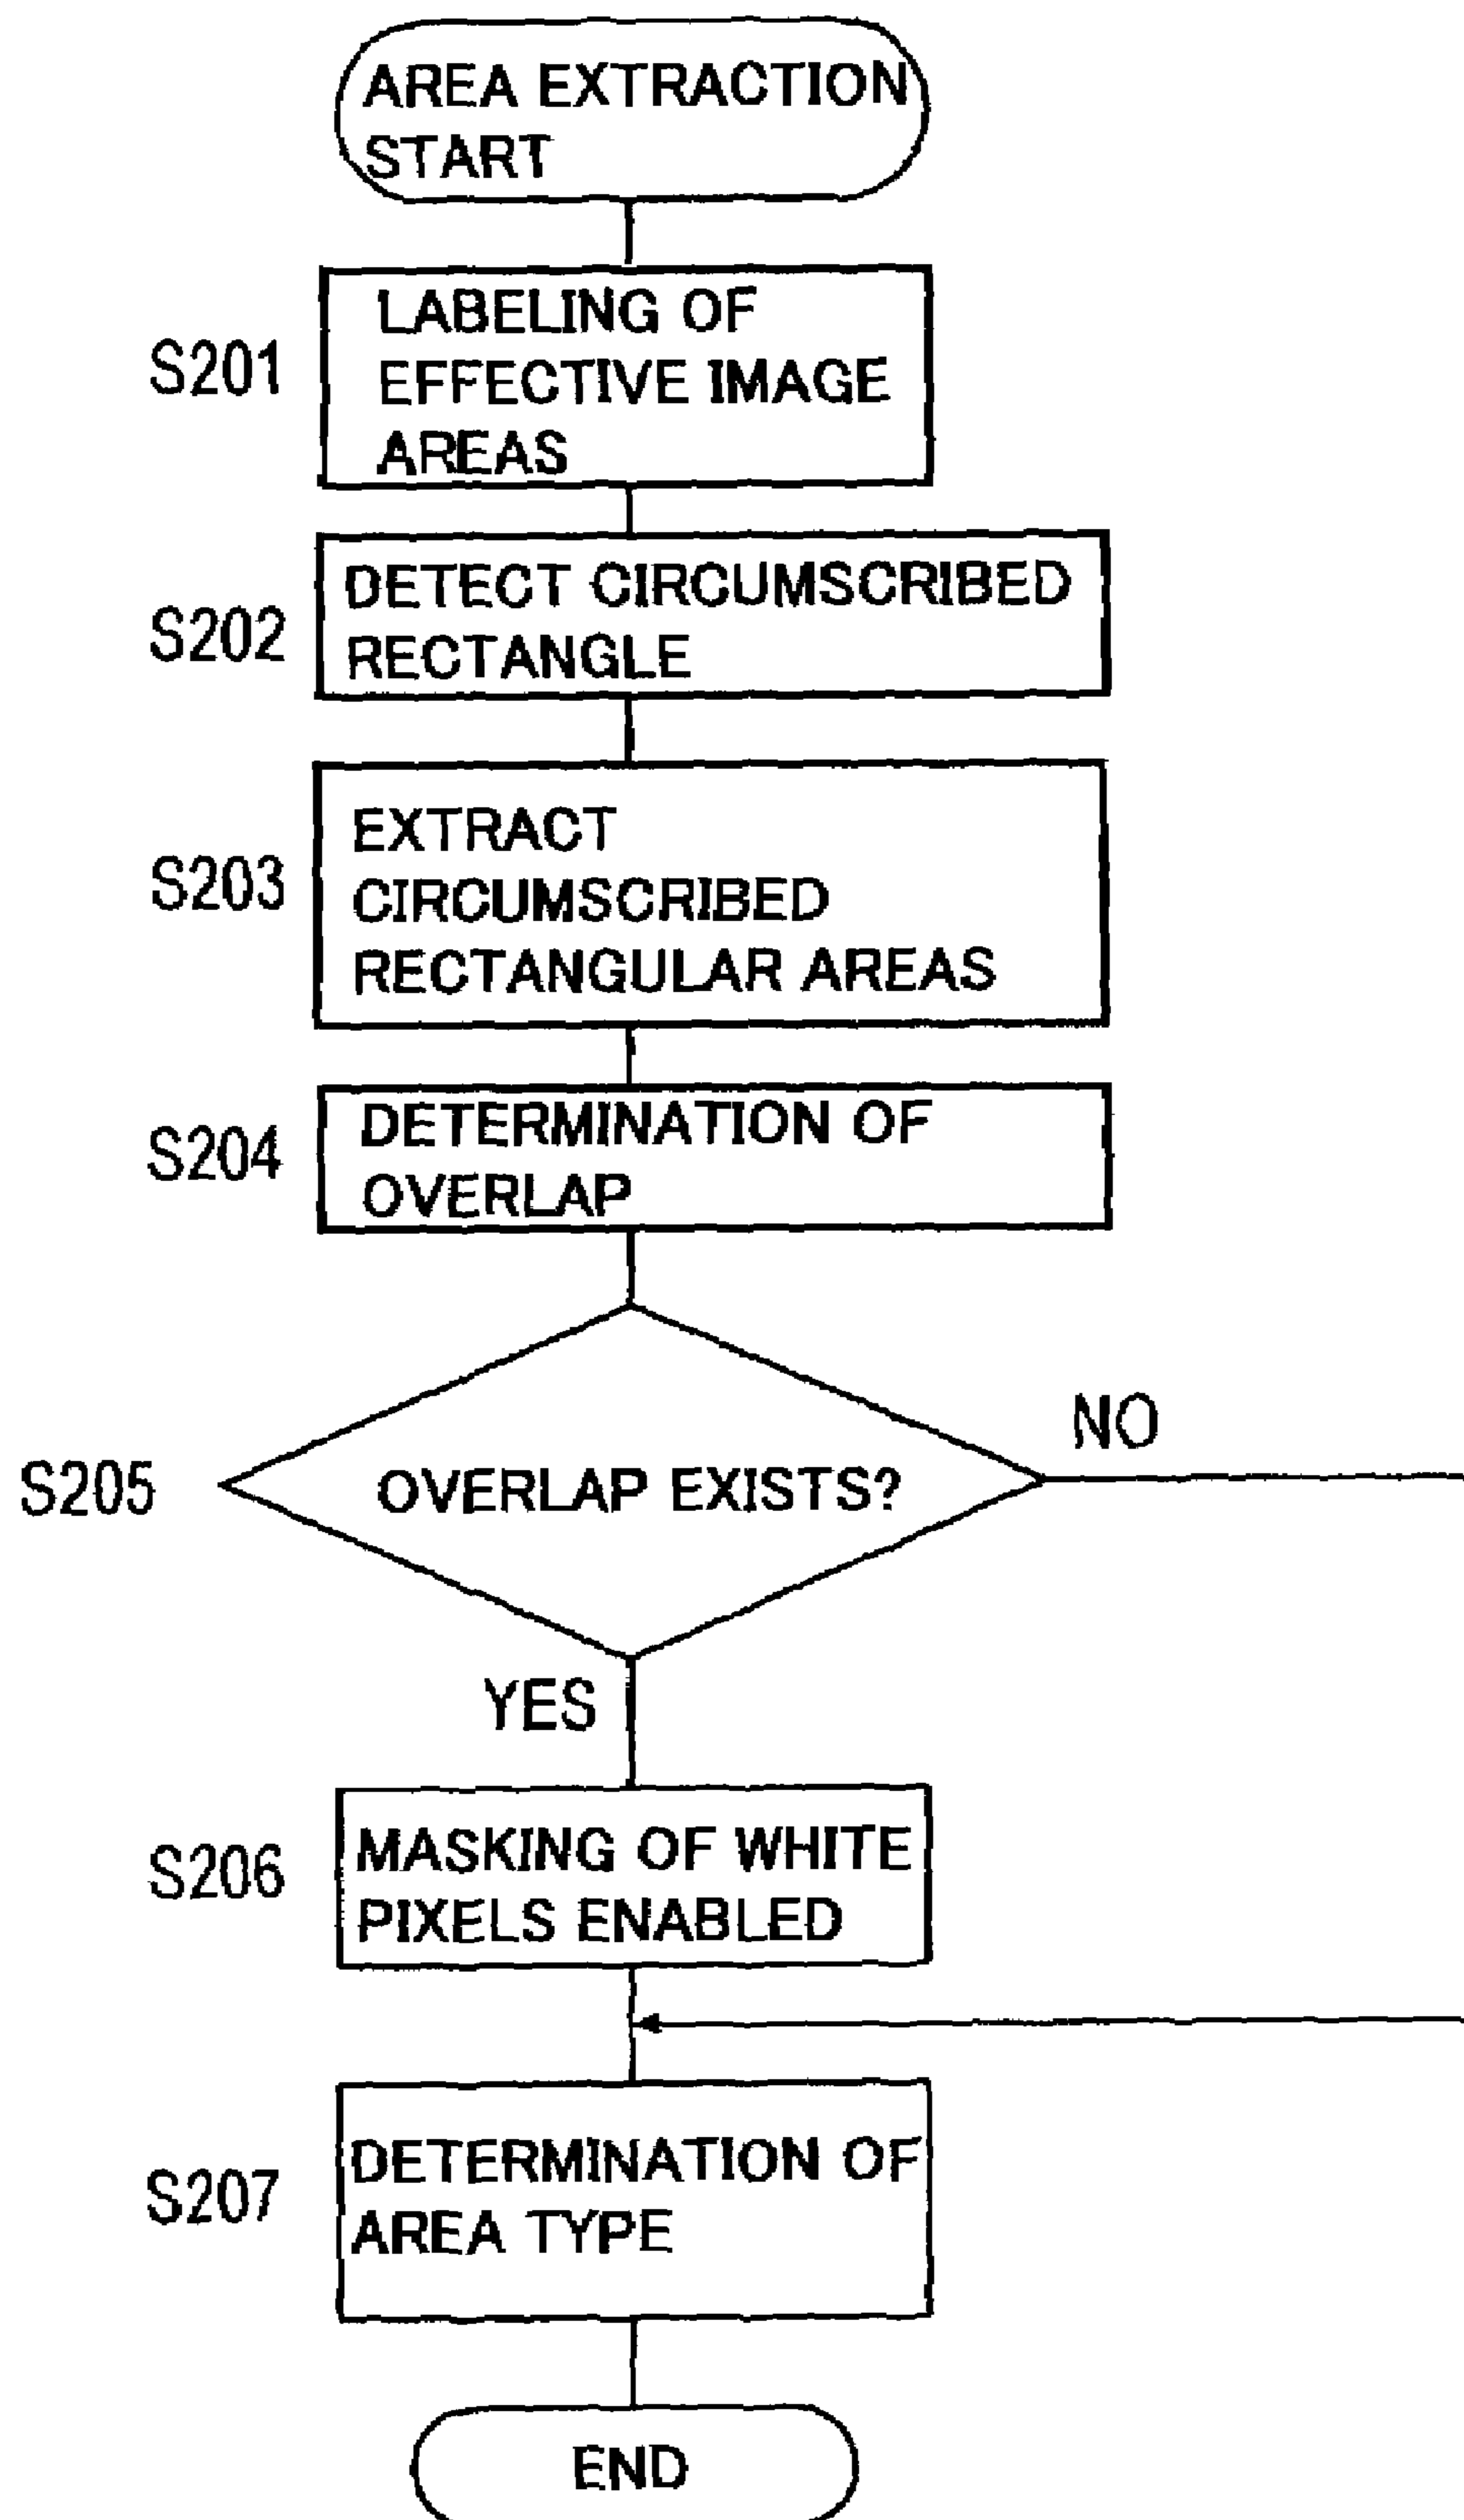 AREA EXTRACTION
START
S201
LABELING OF
EFFECTIVE IMAGE
AREAS
S202
DETECT CIRCUMSCRIBED
RECTANGLE
S203
EXTRACT
CIRCUMSCRIBED
RECTANGULAR AREAS
S204
DETERMINATION OF
OVERLAP
S205
OVERLAP EXISTS?
NO
YES
S206
MASKING OF WHITE
PIXELS ENABLED
S207
DETERMINATION OF
AREA TYPE
END